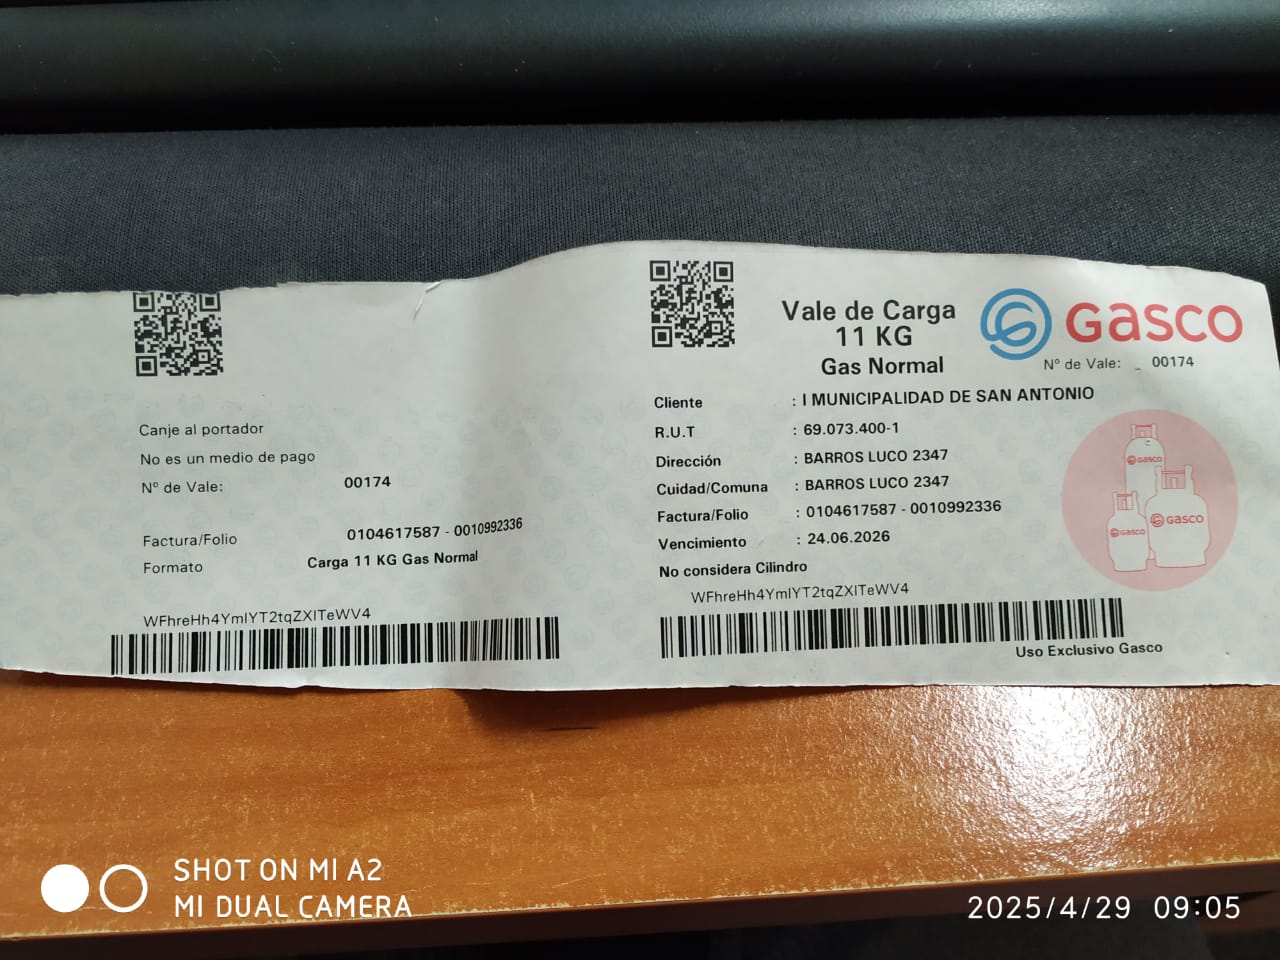 Canje al portador
No es un medio de pago
Nº de Vale: 00174
Factura/Folio 0104617587 - 0010992336
Formato Carga 11 KG Gas Normal
WFhreHh4YmlYT2tqZXlTeWV4
Vale de Carga
11 KG
Gas Normal
GASCO
Nº de Vale: 00174
Cliente : I MUNICIPALIDAD DE SAN ANTONIO
R.U.T : 69.073.400-1
Dirección : BARROS LUCO 2347
Cuidad/Comuna : BARROS LUCO 2347
Factura/Folio : 0104617587 - 0010992336
Vencimiento : 24.06.2026
No considera Cilindro
WFhreHh4YmlYT2tqZXlTeWV4
Uso Exclusivo Gasco
GASCO
GASCO
GASCO
SHOT ON MI A2
MI DUAL CAMERA
2025/4/29 09:05